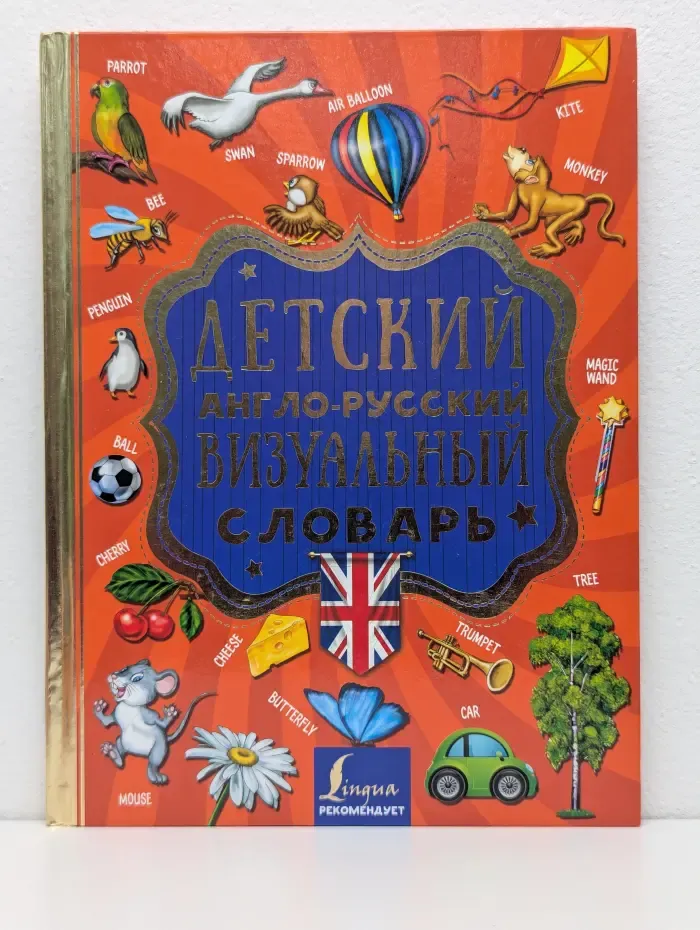 PARROT
SWAN
AIR BALLOON
KITE
SPARROW
MONKEY
BEE
PENGUIN
ДЕТСКИЙ
АНГЛО-РУССКИЙ
ВИЗУАЛЬНЫЙ
СЛОВАРЬ
MAGIC
WAND
BALL
CHERRY
TREE
CHEESE
TRUMPET
BUTTERFLY
CAR
MOUSE
Lingua
РЕКОМЕНДУЕТ